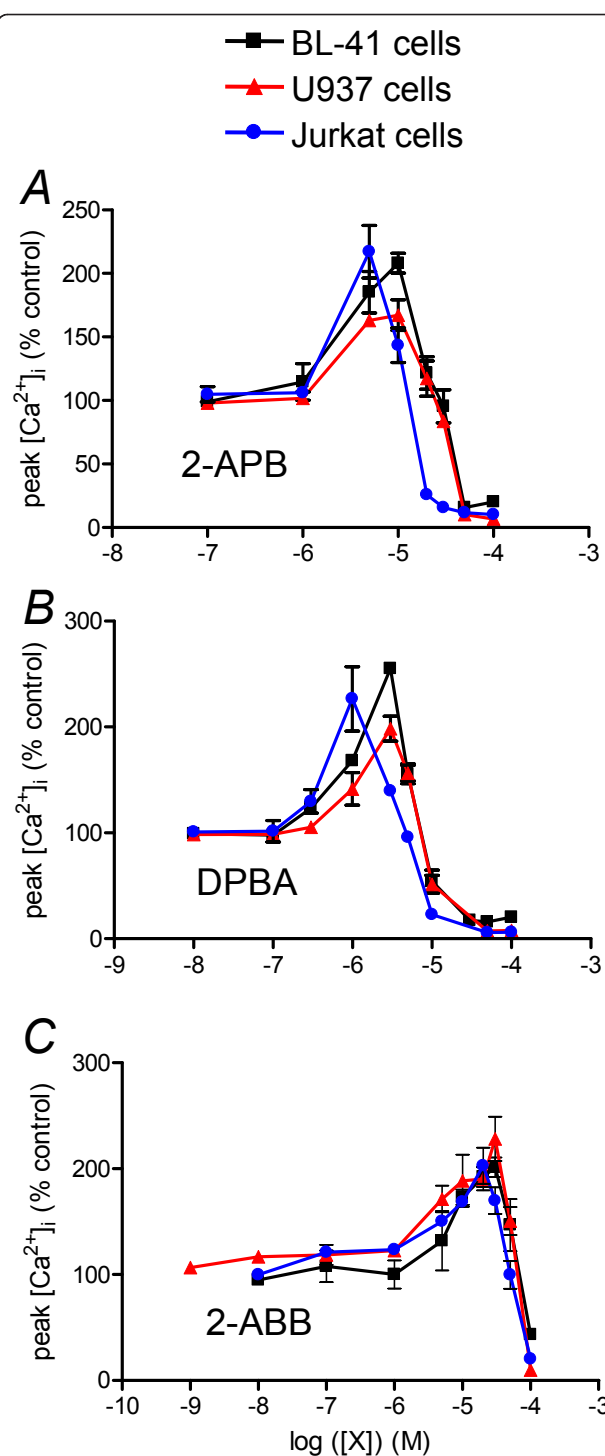 BL-41 cells
U937 cells
Jurkat cells
A
250
200
150
100
50
0
peak [Ca²⁺]ᵢ (% control)
2-APB
-8 -7 -6 -5 -4 -3
B
300
200
100
0
peak [Ca²⁺]ᵢ (% control)
DPBA
-9 -8 -7 -6 -5 -4 -3
C
300
200
100
0
peak [Ca²⁺]ᵢ (% control)
2-ABB
-10 -9 -8 -7 -6 -5 -4 -3
log ([X]) (M)